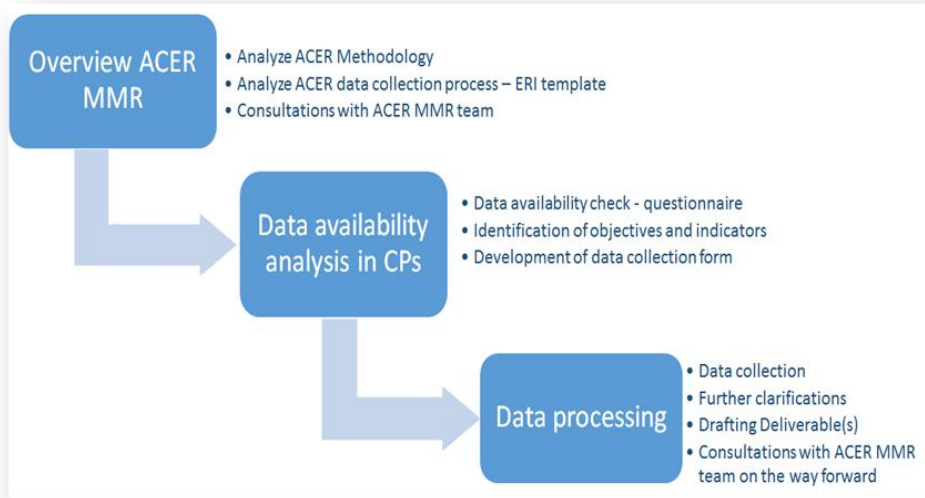 Overview ACER
MMR
• Analyze ACER Methodology
• Analyze ACER data collection process – ERI template
• Consultations with ACER MMR team
Data availability
analysis in CPs
• Data availability check - questionnaire
• Identification of objectives and indicators
• Development of data collection form
Data processing
• Data collection
• Further clarifications
• Drafting Deliverable(s)
• Consultations with ACER MMR
team on the way forward